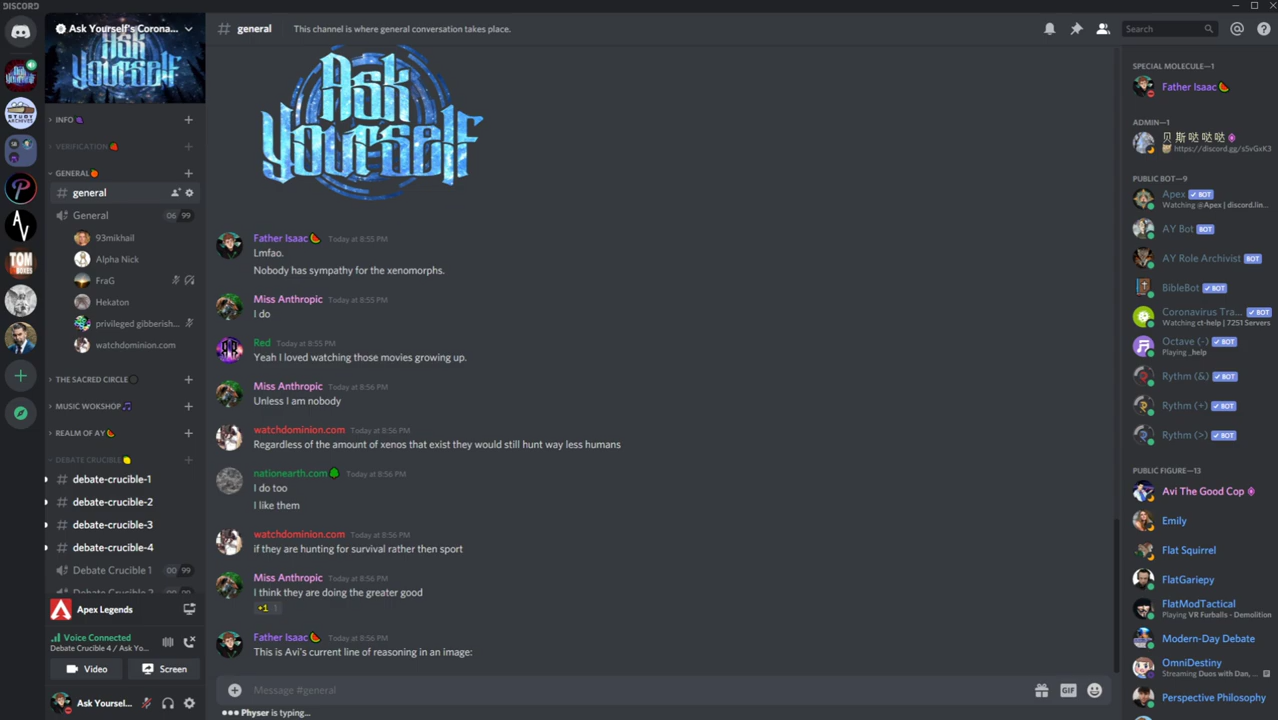 DISCORD
Ask Yourself's Corona...
# general
This channel is where general conversation takes place.
Search
Ask Yourself
STUDY ARCHIVES
TOM BOXES
INFO
VERIFICATION
GENERAL
# general
General 06 99
93mikhail
Alpha Nick
FraG
Hekaton
privileged gibberish...
watchdominion.com
THE SACRED CIRCLE
MUSIC WOKSHOP
REALM OF AY
DEBATE CRUCIBLE
# debate-crucible-1
# debate-crucible-2
# debate-crucible-3
# debate-crucible-4
Debate Crucible 1 00 99
Apex Legends
Voice Connected
Debate Crucible 4 / Ask Yo...
Video
Screen
Ask Yoursel...
Ask Yourself
Father Isaac Today at 8:55 PM
Lmfao.
Nobody has sympathy for the xenomorphs.
Miss Anthropic Today at 8:55 PM
I do
Red Today at 8:55 PM
Yeah I loved watching those movies growing up.
Miss Anthropic Today at 8:56 PM
Unless I am nobody
watchdominion.com Today at 8:56 PM
Regardless of the amount of xenos that exist they would still hunt way less humans
nationearth.com Today at 8:56 PM
I do too
I like them
watchdominion.com Today at 8:56 PM
if they are hunting for survival rather then sport
Miss Anthropic Today at 8:56 PM
I think they are doing the greater good
+1 1
Father Isaac Today at 8:56 PM
This is Avi's current line of reasoning in an image:
Message #general
GIF
Physer is typing...
SPECIAL MOLECULE—1
Father Isaac
ADMIN—1
贝斯哒哒哒
https://discord.gg/s5vGxK3
PUBLIC BOT—9
Apex BOT
Watching @Apex | discord.lin...
AY Bot BOT
AY Role Archivist BOT
BibleBot BOT
Coronavirus Tra... BOT
Watching ct-help | 7251 Servers
Octave (-) BOT
Playing _help
Rythm (&) BOT
Rythm (+) BOT
Rythm (>) BOT
PUBLIC FIGURE—13
Avi The Good Cop
Emily
Flat Squirrel
FlatGariepy
FlatModTactical
Playing VR Furballs - Demolition
Modern-Day Debate
OmniDestiny
Streaming Duos with Dan, ...
Perspective Philosophy